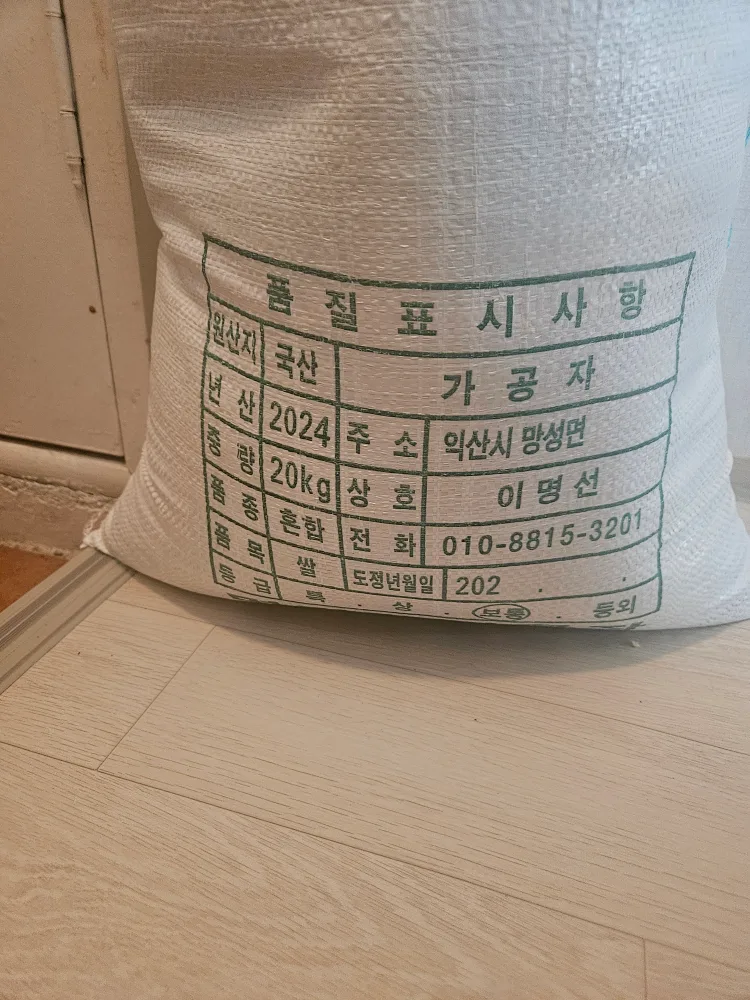 품질표시사항
원산지 국산 가공자
년산 2024 주소 익산시 망성면
중량 20kg 상호 이명선
품종 혼합 전화 010-8815-3201
품목 쌀 도정년월일 202 . .
등급 특 . 상 . 보통 . 등외